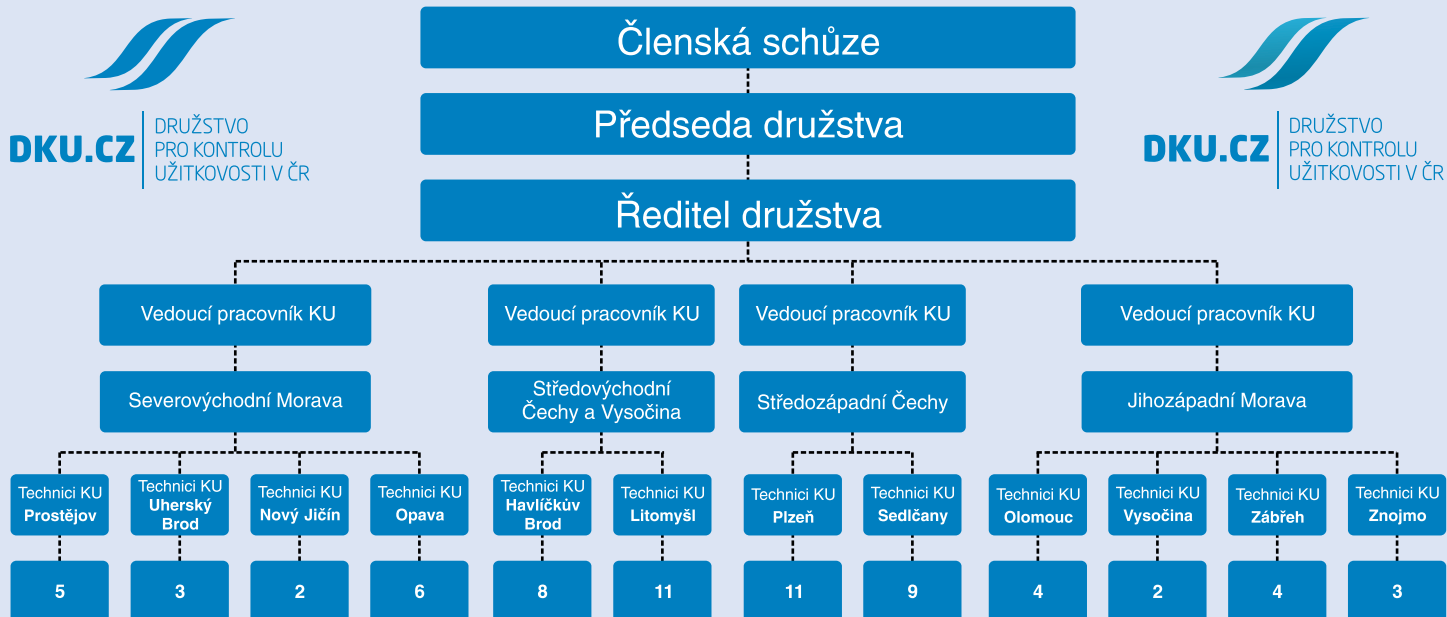 Členská schůze
DKU.CZ
DRUŽSTVO
PRO KONTROLU
UŽITKOVOSTI V ČR
Předseda družstva
DKU.CZ
DRUŽSTVO
PRO KONTROLU
UŽITKOVOSTI V ČR
Ředitel družstva
Vedoucí pracovník KU
Vedoucí pracovník KU
Vedoucí pracovník KU
Vedoucí pracovník KU
Severovýchodní Morava
Středovýchodní
Čechy a Vysočina
Středozápadní Čechy
Jihozápadní Morava
Technici KU
Prostějov
Technici KU
Uherský
Brod
Technici KU
Nový Jičín
Technici KU
Opava
Technici KU
Havlíčkův
Brod
Technici KU
Litomyšl
Technici KU
Plzeň
Technici KU
Sedlčany
Technici KU
Olomouc
Technici KU
Vysočina
Technici KU
Zábřeh
Technici KU
Znojmo
5
3
2
6
8
11
11
9
4
2
4
3